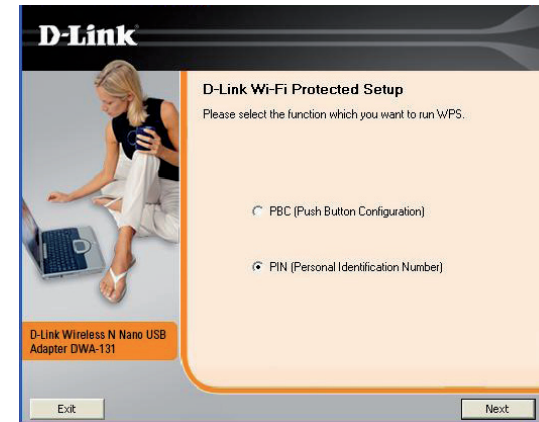 D-Link
D-Link Wi-Fi Protected Setup
Please select the function which you want to run WPS.
PBC (Push Button Configuration)
PIN (Personal Identification Number)
D-Link Wireless N Nano USB
Adapter DWA-131
Exit
Next